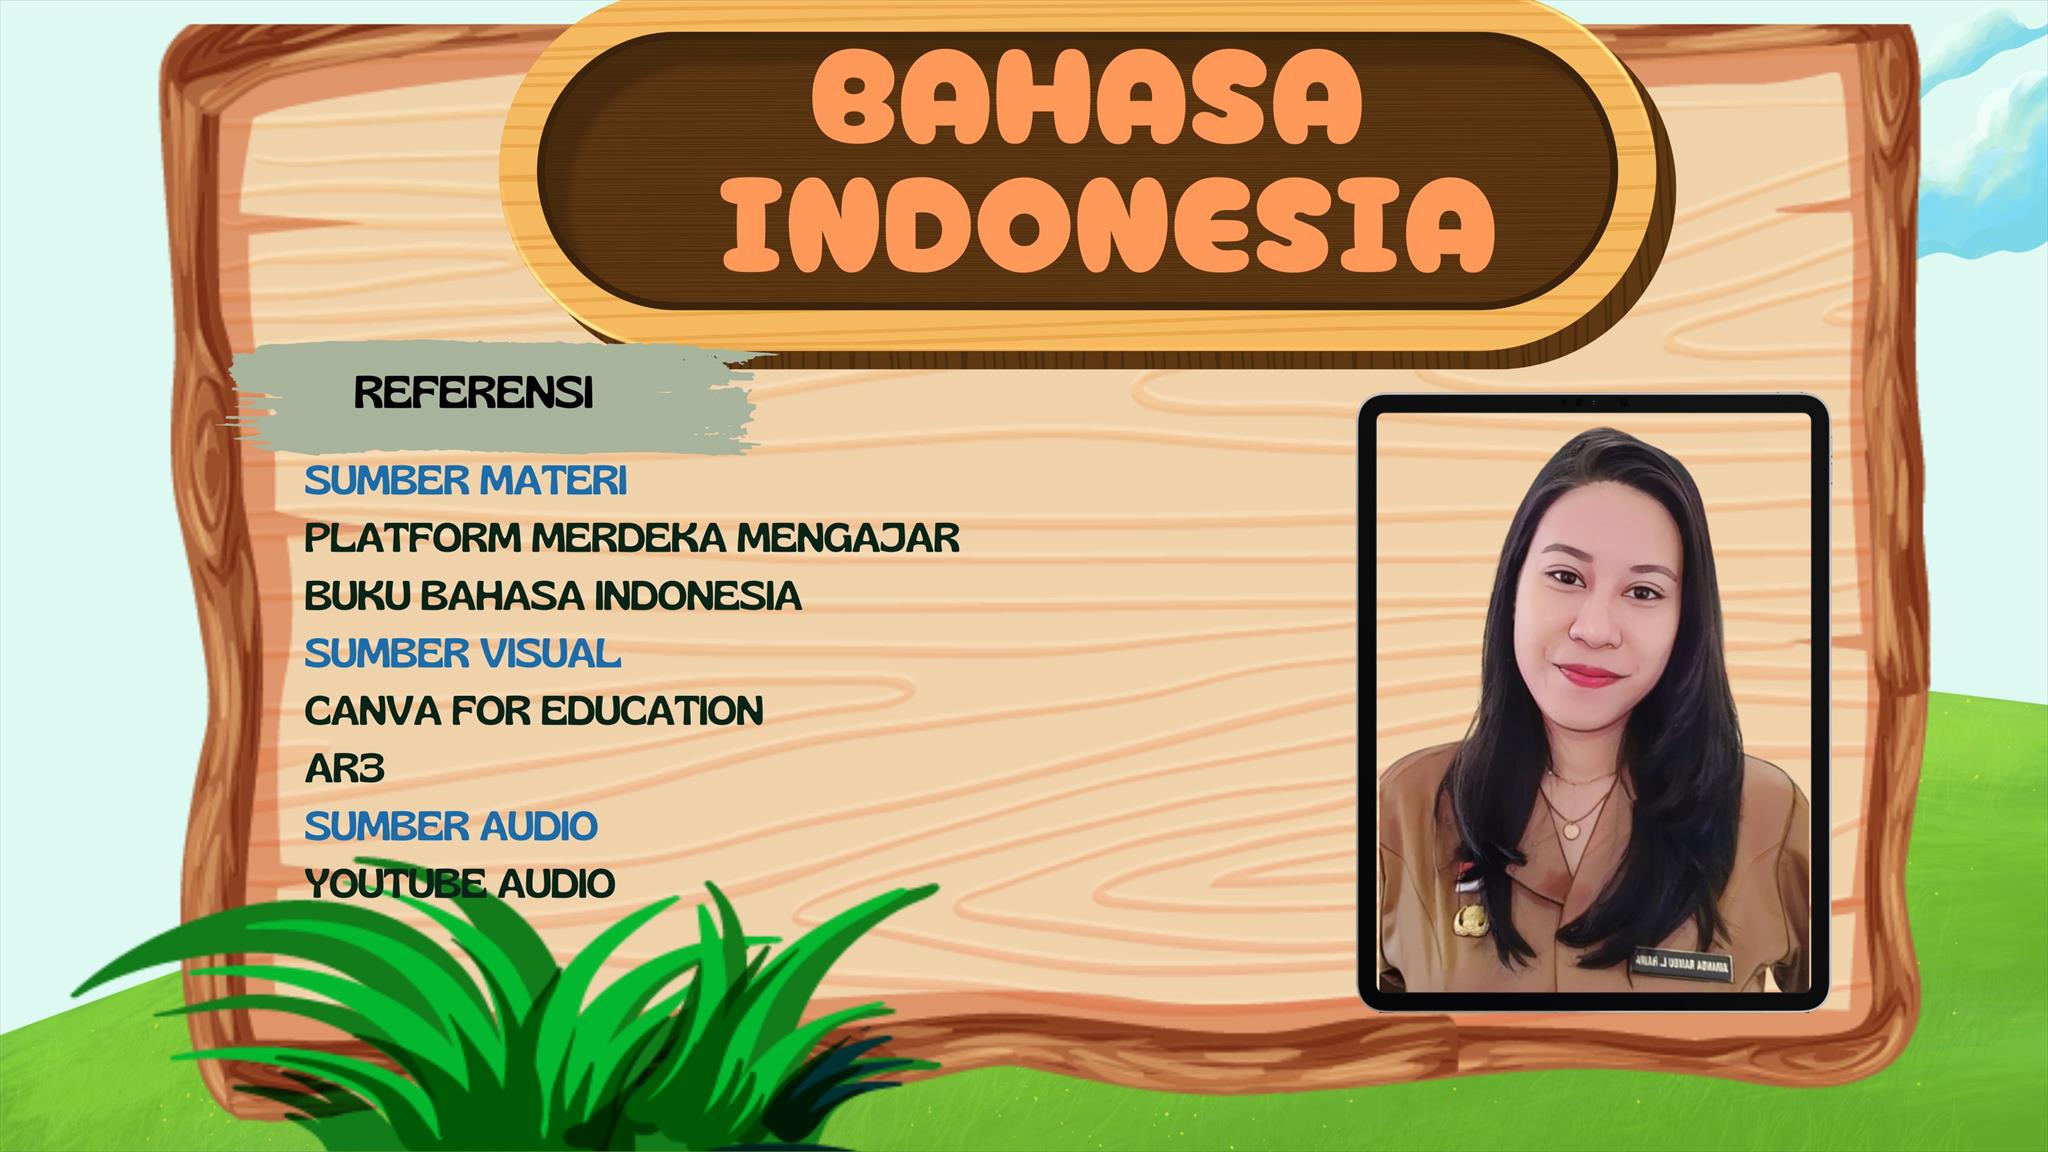 BAHASA
INDONESIA
REFERENSI
SUMBER MATERI
PLATFORM MERDEKA MENGAJAR
BUKU BAHASA INDONESIA
SUMBER VISUAL
CANVA FOR EDUCATION
AR3
SUMBER AUDIO
YOUTUBE AUDIO